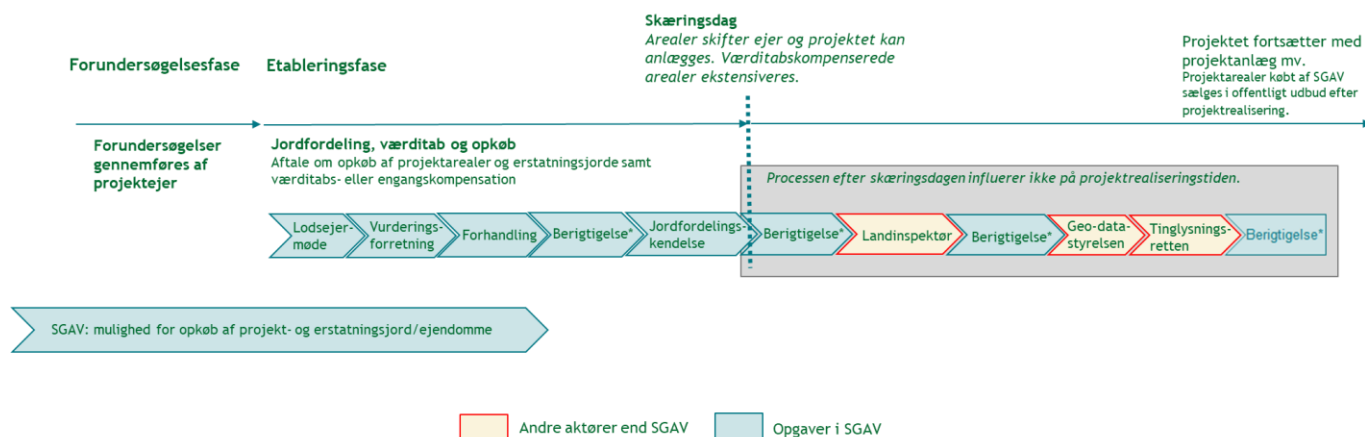 Skæringsdag
Arealer skifter ejer og projektet kan
anlægges. Værditabskompenserede
arealer ekstensiveres.
Projektet fortsætter med
projektanlæg mv.
Projektarealer købt af SGAV
sælges i offentligt udbud efter
projektrealisering.
Forundersøgelsesfase
Etableringsfase
Forundersøgelser
gennemføres af
projektejer
Jordfordeling, værditab og opkøb
Aftale om opkøb af projektarealer og erstatningsjorde samt
værditabs- eller engangskompensation
Processen efter skæringsdagen influerer ikke på projektrealiseringstiden.
Lodsejer-
møde
Vurderings-
forretning
Forhandling
Berigtigelse*
Jordfordelings-
kendelse
Berigtigelse*
Landinspektør
Berigtigelse*
Geo-data-
styrelsen
Tinglysnings-
retten
Berigtigelse*
SGAV: mulighed for opkøb af projekt- og erstatningsjord/ejendomme
Andre aktører end SGAV
Opgaver i SGAV